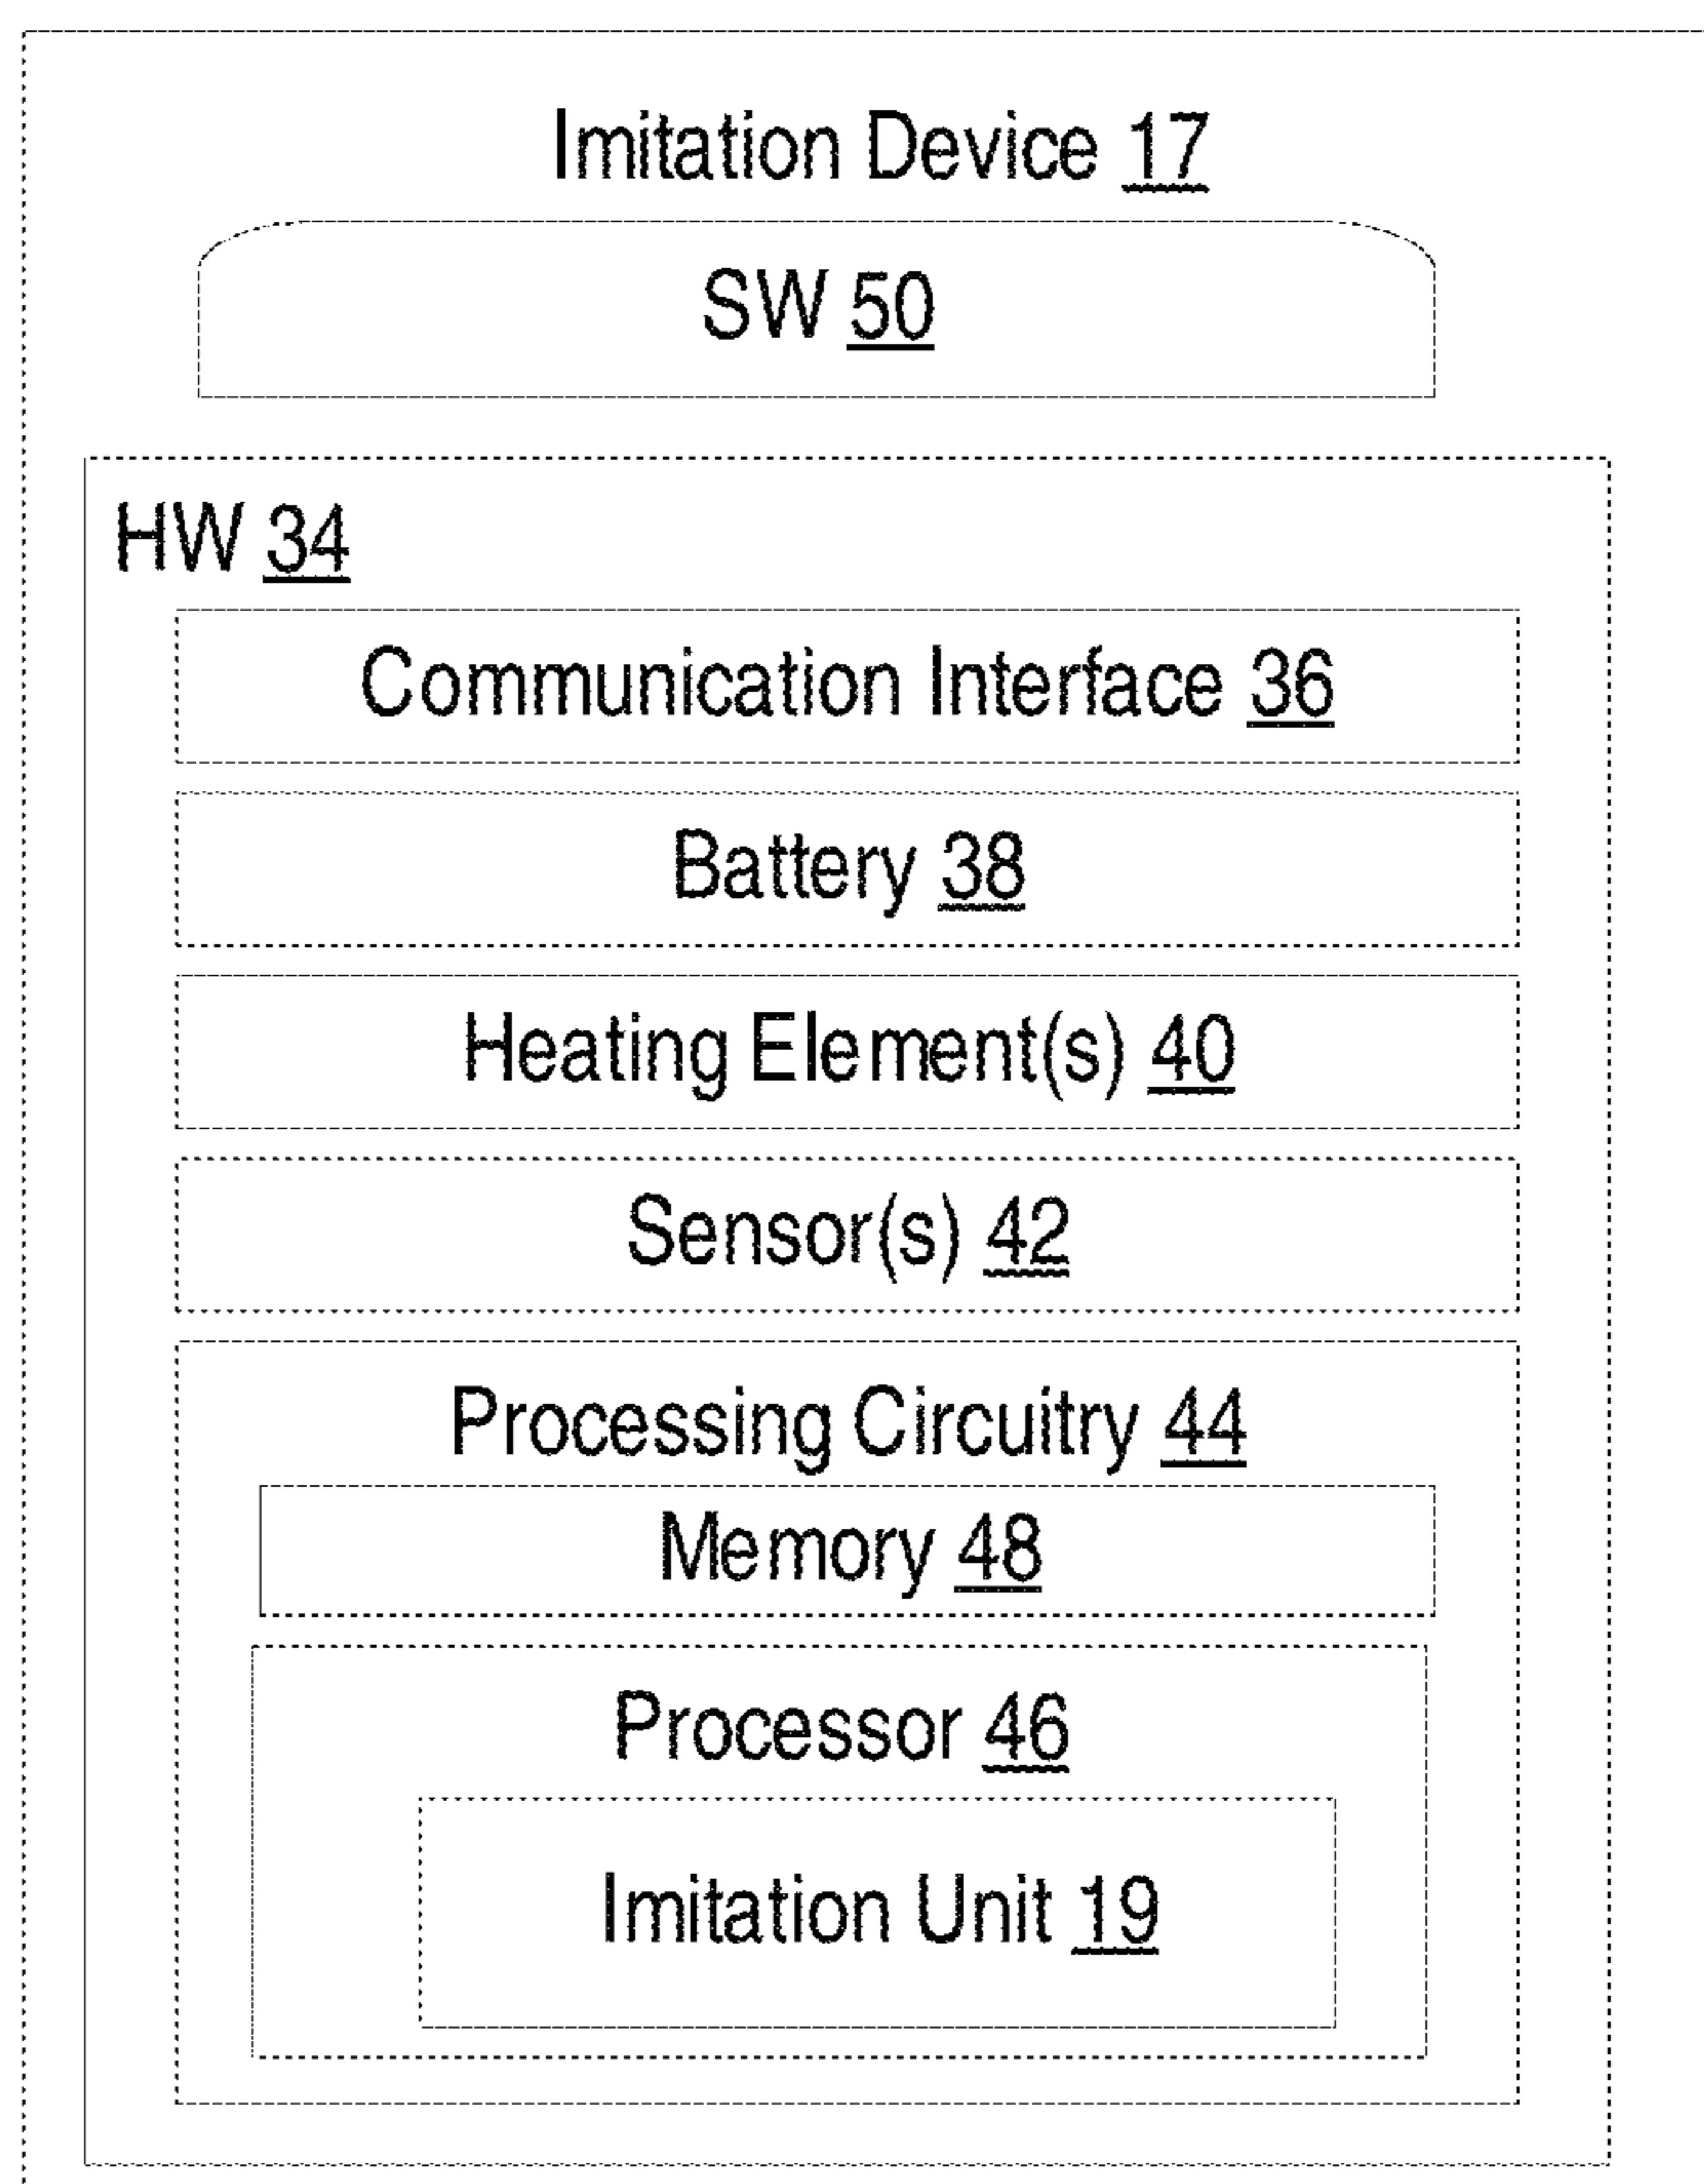 Imitation Device 17
SW 50
HW 34
Communication Interface 36
Battery 38
Heating Element(s) 40
Sensor(s) 42
Processing Circuitry 44
Memory 48
Processor 46
Imitation Unit 19